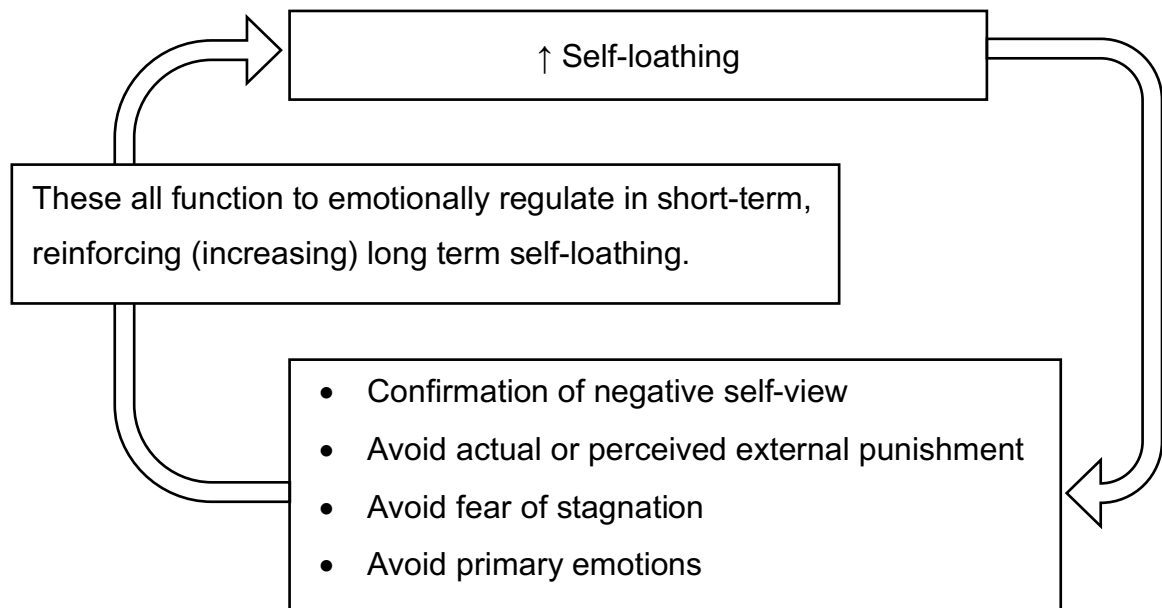 ↑ Self-loathing
These all function to emotionally regulate in short-term,
reinforcing (increasing) long term self-loathing.
• Confirmation of negative self-view
• Avoid actual or perceived external punishment
• Avoid fear of stagnation
• Avoid primary emotions